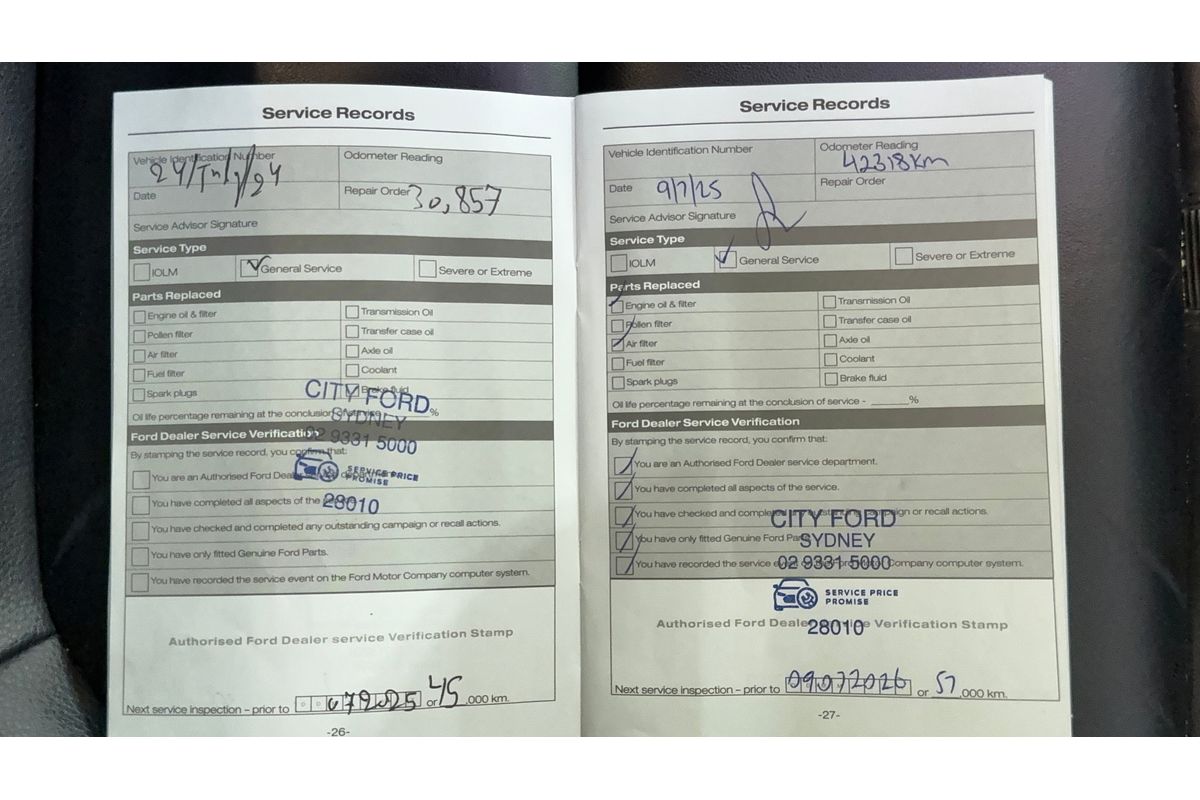 Service Records
Vehicle Identification Number
24/July/24
Odometer Reading
Date
Repair Order
30,857
Service Advisor Signature
Service Type
IOLM
General Service
Severe or Extreme
Parts Replaced
Engine oil & filter
Transmission Oil
Pollen filter
Transfer case oil
Air filter
Axle oil
Fuel filter
Coolant
Spark plugs
Brake fluid
Oil life percentage remaining at the conclusion of service - %
Ford Dealer Service Verification
By stamping the service record, you confirm that:
You are an Authorised Ford Dealer service department.
You have completed all aspects of the service.
You have checked and completed any outstanding campaign or recall actions.
You have only fitted Genuine Ford Parts.
You have recorded the service event on the Ford Motor Company computer system.
CITY FORD
SYDNEY
02 9331 5000
SERVICE PRICE
PROMISE
28010
Authorised Ford Dealer service Verification Stamp
Next service inspection – prior to 072025 or 45 ,000 km.
-26-
Service Records
Vehicle Identification Number
Odometer Reading
42318km
Date 9/7/25
Repair Order
Service Advisor Signature
Service Type
IOLM
General Service
Severe or Extreme
Parts Replaced
Engine oil & filter
Transmission Oil
Pollen filter
Transfer case oil
Air filter
Axle oil
Fuel filter
Coolant
Spark plugs
Brake fluid
Oil life percentage remaining at the conclusion of service - ______%
Ford Dealer Service Verification
By stamping the service record, you confirm that:
You are an Authorised Ford Dealer service department.
You have completed all aspects of the service.
You have checked and completed any outstanding campaign or recall actions.
You have only fitted Genuine Ford Parts.
You have recorded the service event on the Ford Motor Company computer system.
CITY FORD
SYDNEY
02 9331 5000
SERVICE PRICE
PROMISE
28010
Authorised Ford Dealer service Verification Stamp
Next service inspection – prior to 09072026 or 57 ,000 km.
-27-